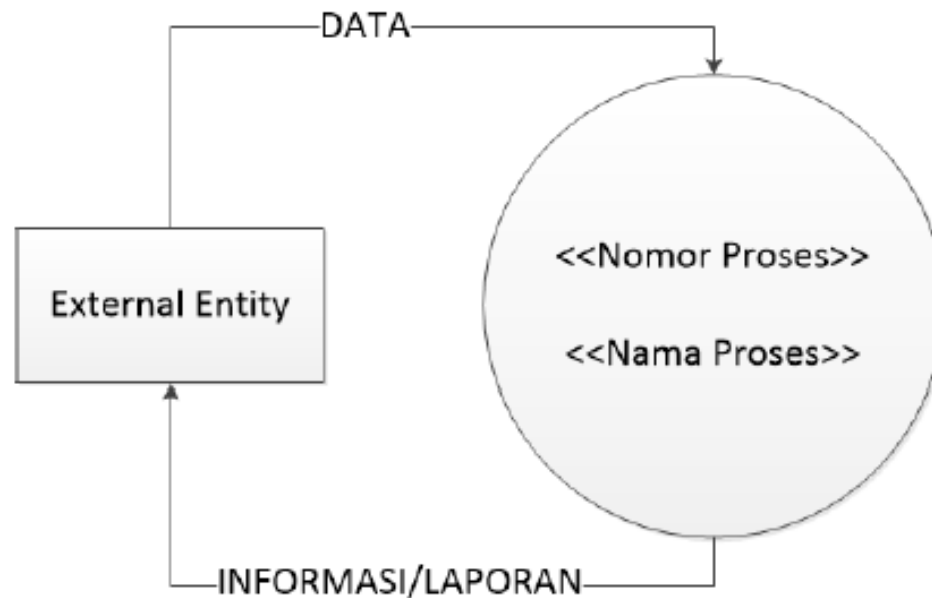 DATA
<<Nomor Proses>>
External Entity
<<Nama Proses>>
INFORMASI/LAPORAN